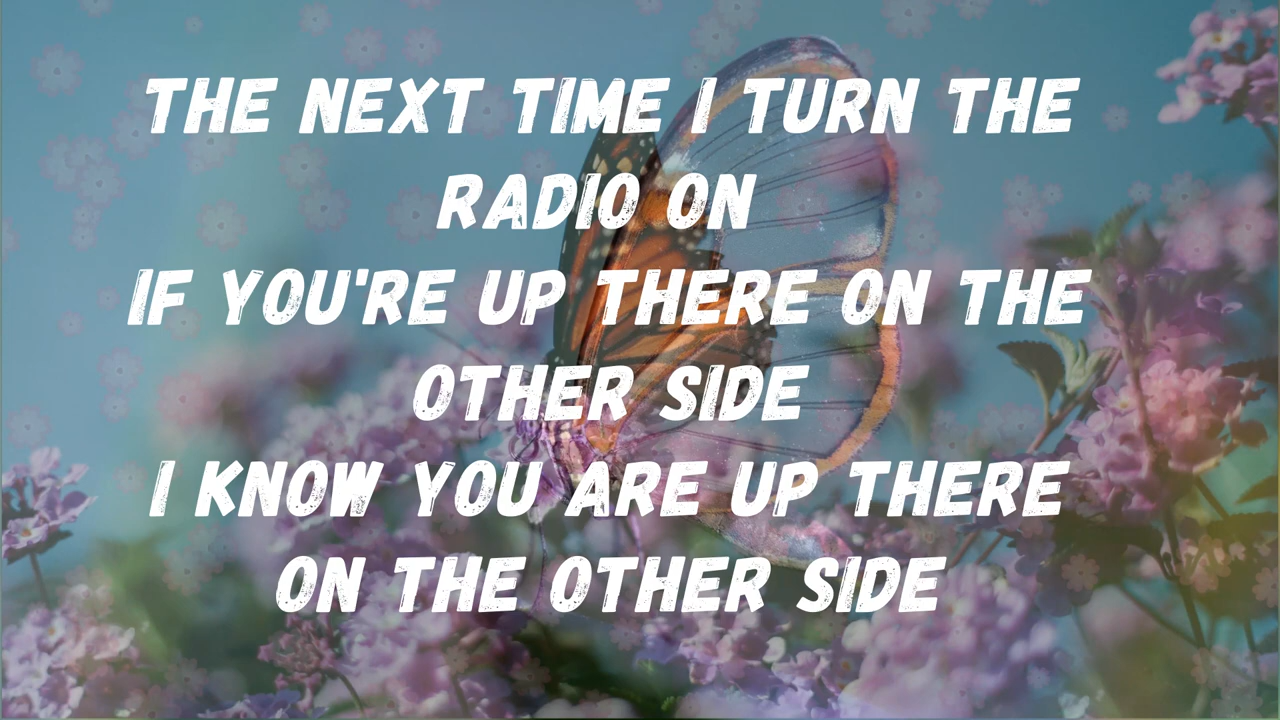 THE NEXT TIME I TURN THE
RADIO ON
IF YOU'RE UP THERE ON THE
OTHER SIDE
I KNOW YOU ARE UP THERE
ON THE OTHER SIDE